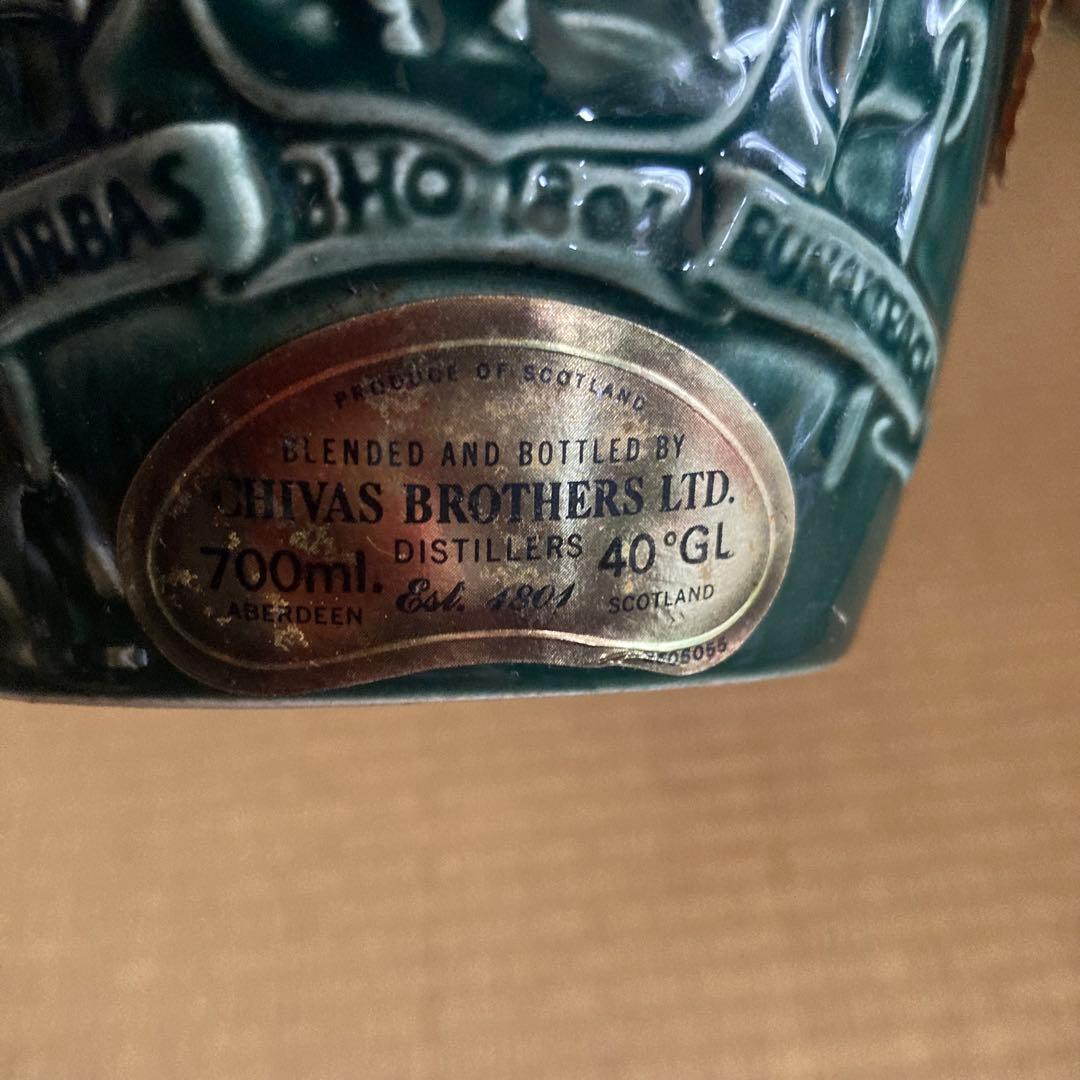 BHO 1801
PRODUCE OF SCOTLAND
BLENDED AND BOTTLED BY
CHIVAS BROTHERS LTD.
700ml. DISTILLERS 40°GL
ABERDEEN Est. 1801 SCOTLAND